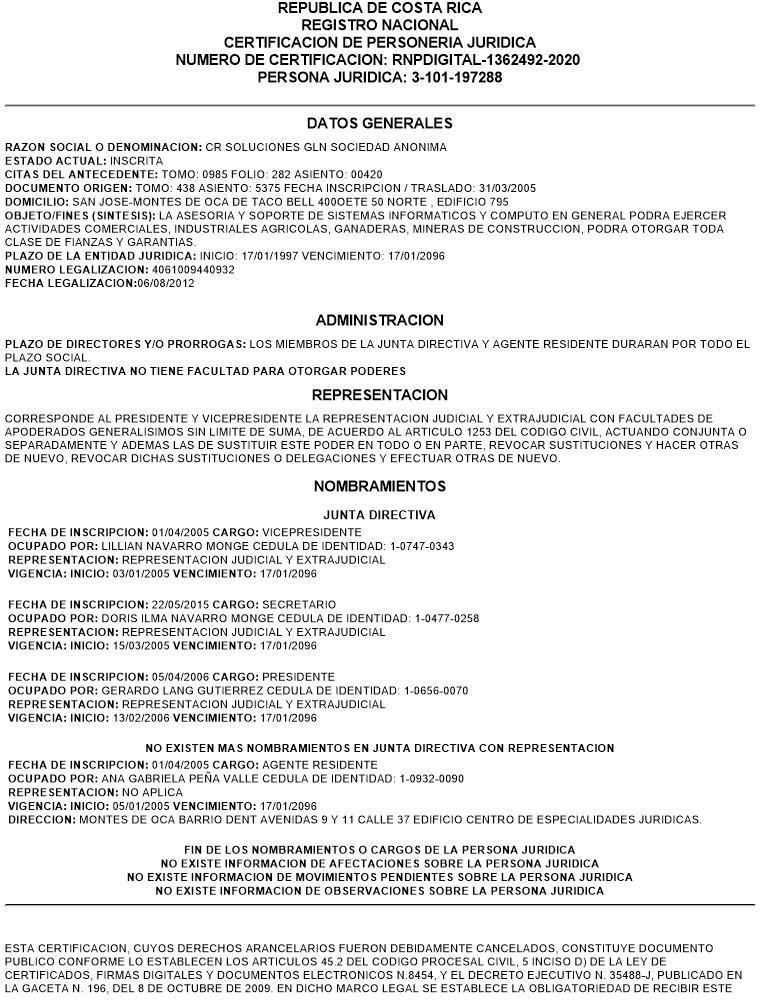 REPUBLICA DE COSTA RICA
REGISTRO NACIONAL
CERTIFICACION DE PERSONERIA JURIDICA
NUMERO DE CERTIFICACION: RNPDIGITAL-1362492-2020
PERSONA JURIDICA: 3-101-197288
DATOS GENERALES
RAZON SOCIAL O DENOMINACION: CR SOLUCIONES GLN SOCIEDAD ANONIMA
ESTADO ACTUAL: INSCRITA
CITAS DEL ANTECEDENTE: TOMO: 0985 FOLIO: 282 ASIENTO: 00420
DOCUMENTO ORIGEN: TOMO: 438 ASIENTO: 5375 FECHA INSCRIPCION / TRASLADO: 31/03/2005
DOMICILIO: SAN JOSE-MONTES DE OCA DE TACO BELL 400OETE 50 NORTE , EDIFICIO 795
OBJETO/FINES (SINTESIS): LA ASESORIA Y SOPORTE DE SISTEMAS INFORMATICOS Y COMPUTO EN GENERAL PODRA EJERCER
ACTIVIDADES COMERCIALES, INDUSTRIALES AGRICOLAS, GANADERAS, MINERAS DE CONSTRUCCION, PODRA OTORGAR TODA
CLASE DE FIANZAS Y GARANTIAS.
PLAZO DE LA ENTIDAD JURIDICA: INICIO: 17/01/1997 VENCIMIENTO: 17/01/2096
NUMERO LEGALIZACION: 4061009440932
FECHA LEGALIZACION:06/08/2012
ADMINISTRACION
PLAZO DE DIRECTORES Y/O PRORROGAS: LOS MIEMBROS DE LA JUNTA DIRECTIVA Y AGENTE RESIDENTE DURARAN POR TODO EL
PLAZO SOCIAL.
LA JUNTA DIRECTIVA NO TIENE FACULTAD PARA OTORGAR PODERES
REPRESENTACION
CORRESPONDE AL PRESIDENTE Y VICEPRESIDENTE LA REPRESENTACION JUDICIAL Y EXTRAJUDICIAL CON FACULTADES DE
APODERADOS GENERALISIMOS SIN LIMITE DE SUMA, DE ACUERDO AL ARTICULO 1253 DEL CODIGO CIVIL, ACTUANDO CONJUNTA O
SEPARADAMENTE Y ADEMAS LAS DE SUSTITUIR ESTE PODER EN TODO O EN PARTE, REVOCAR SUSTITUCIONES Y HACER OTRAS
DE NUEVO, REVOCAR DICHAS SUSTITUCIONES O DELEGACIONES Y EFECTUAR OTRAS DE NUEVO.
NOMBRAMIENTOS
JUNTA DIRECTIVA
FECHA DE INSCRIPCION: 01/04/2005 CARGO: VICEPRESIDENTE
OCUPADO POR: LILLIAN NAVARRO MONGE CEDULA DE IDENTIDAD: 1-0747-0343
REPRESENTACION: REPRESENTACION JUDICIAL Y EXTRAJUDICIAL
VIGENCIA: INICIO: 03/01/2005 VENCIMIENTO: 17/01/2096
FECHA DE INSCRIPCION: 22/05/2015 CARGO: SECRETARIO
OCUPADO POR: DORIS ILMA NAVARRO MONGE CEDULA DE IDENTIDAD: 1-0477-0258
REPRESENTACION: REPRESENTACION JUDICIAL Y EXTRAJUDICIAL
VIGENCIA: INICIO: 15/03/2005 VENCIMIENTO: 17/01/2096
FECHA DE INSCRIPCION: 05/04/2006 CARGO: PRESIDENTE
OCUPADO POR: GERARDO LANG GUTIERREZ CEDULA DE IDENTIDAD: 1-0656-0070
REPRESENTACION: REPRESENTACION JUDICIAL Y EXTRAJUDICIAL
VIGENCIA: INICIO: 13/02/2006 VENCIMIENTO: 17/01/2096
NO EXISTEN MAS NOMBRAMIENTOS EN JUNTA DIRECTIVA CON REPRESENTACION
FECHA DE INSCRIPCION: 01/04/2005 CARGO: AGENTE RESIDENTE
OCUPADO POR: ANA GABRIELA PEÑA VALLE CEDULA DE IDENTIDAD: 1-0932-0090
REPRESENTACION: NO APLICA
VIGENCIA: INICIO: 05/01/2005 VENCIMIENTO: 17/01/2096
DIRECCION: MONTES DE OCA BARRIO DENT AVENIDAS 9 Y 11 CALLE 37 EDIFICIO CENTRO DE ESPECIALIDADES JURIDICAS.
FIN DE LOS NOMBRAMIENTOS O CARGOS DE LA PERSONA JURIDICA
NO EXISTE INFORMACION DE AFECTACIONES SOBRE LA PERSONA JURIDICA
NO EXISTE INFORMACION DE MOVIMIENTOS PENDIENTES SOBRE LA PERSONA JURIDICA
NO EXISTE INFORMACION DE OBSERVACIONES SOBRE LA PERSONA JURIDICA
ESTA CERTIFICACION, CUYOS DERECHOS ARANCELARIOS FUERON DEBIDAMENTE CANCELADOS, CONSTITUYE DOCUMENTO
PUBLICO CONFORME LO ESTABLECEN LOS ARTICULOS 45.2 DEL CODIGO PROCESAL CIVIL, 5 INCISO D) DE LA LEY DE
CERTIFICADOS, FIRMAS DIGITALES Y DOCUMENTOS ELECTRONICOS N.8454, Y EL DECRETO EJECUTIVO N. 35488-J, PUBLICADO EN
LA GACETA N. 196, DEL 8 DE OCTUBRE DE 2009. EN DICHO MARCO LEGAL SE ESTABLECE LA OBLIGATORIEDAD DE RECIBIR ESTE